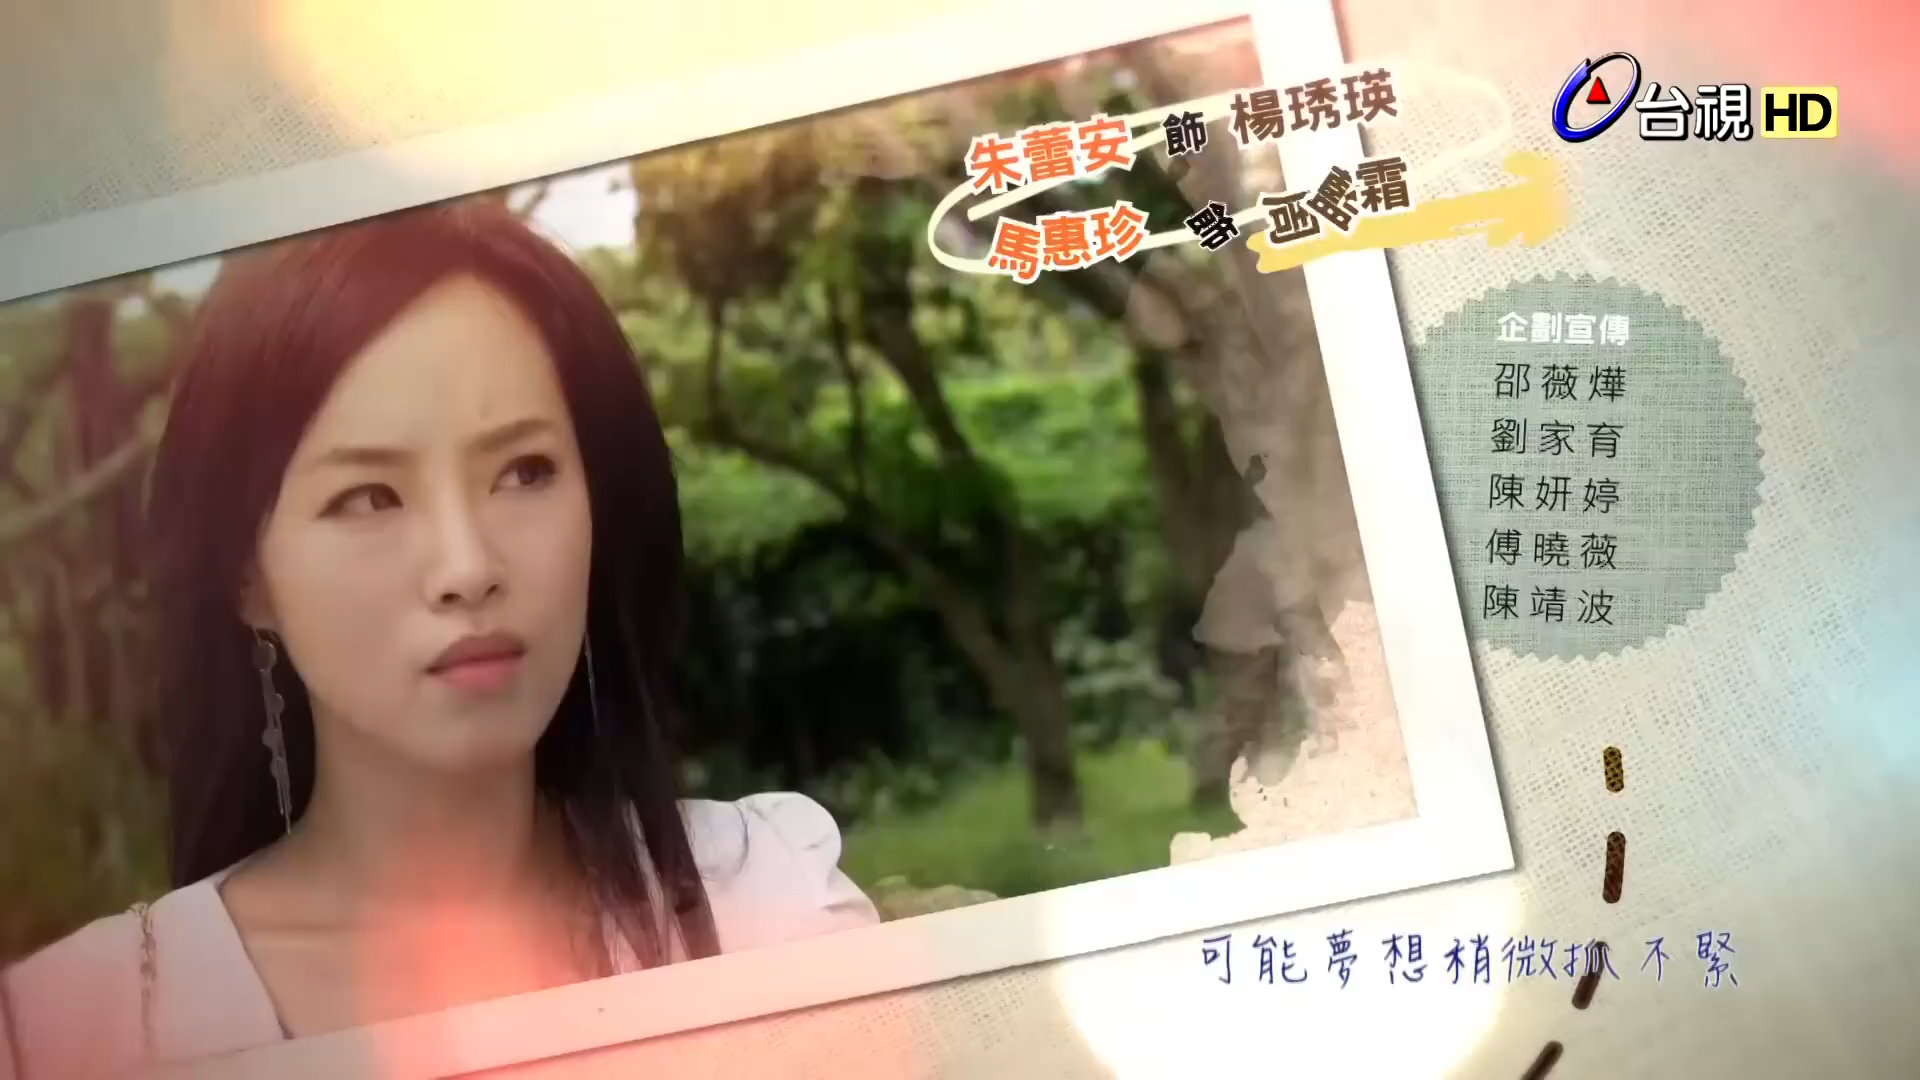 台視HD
朱蕾安 飾 楊琇瑛
馬惠珍 飾 霜
企劃宣傳
邵薇燁
劉家育
陳妍婷
傅曉薇
陳靖波
可能夢想稍微抓不緊